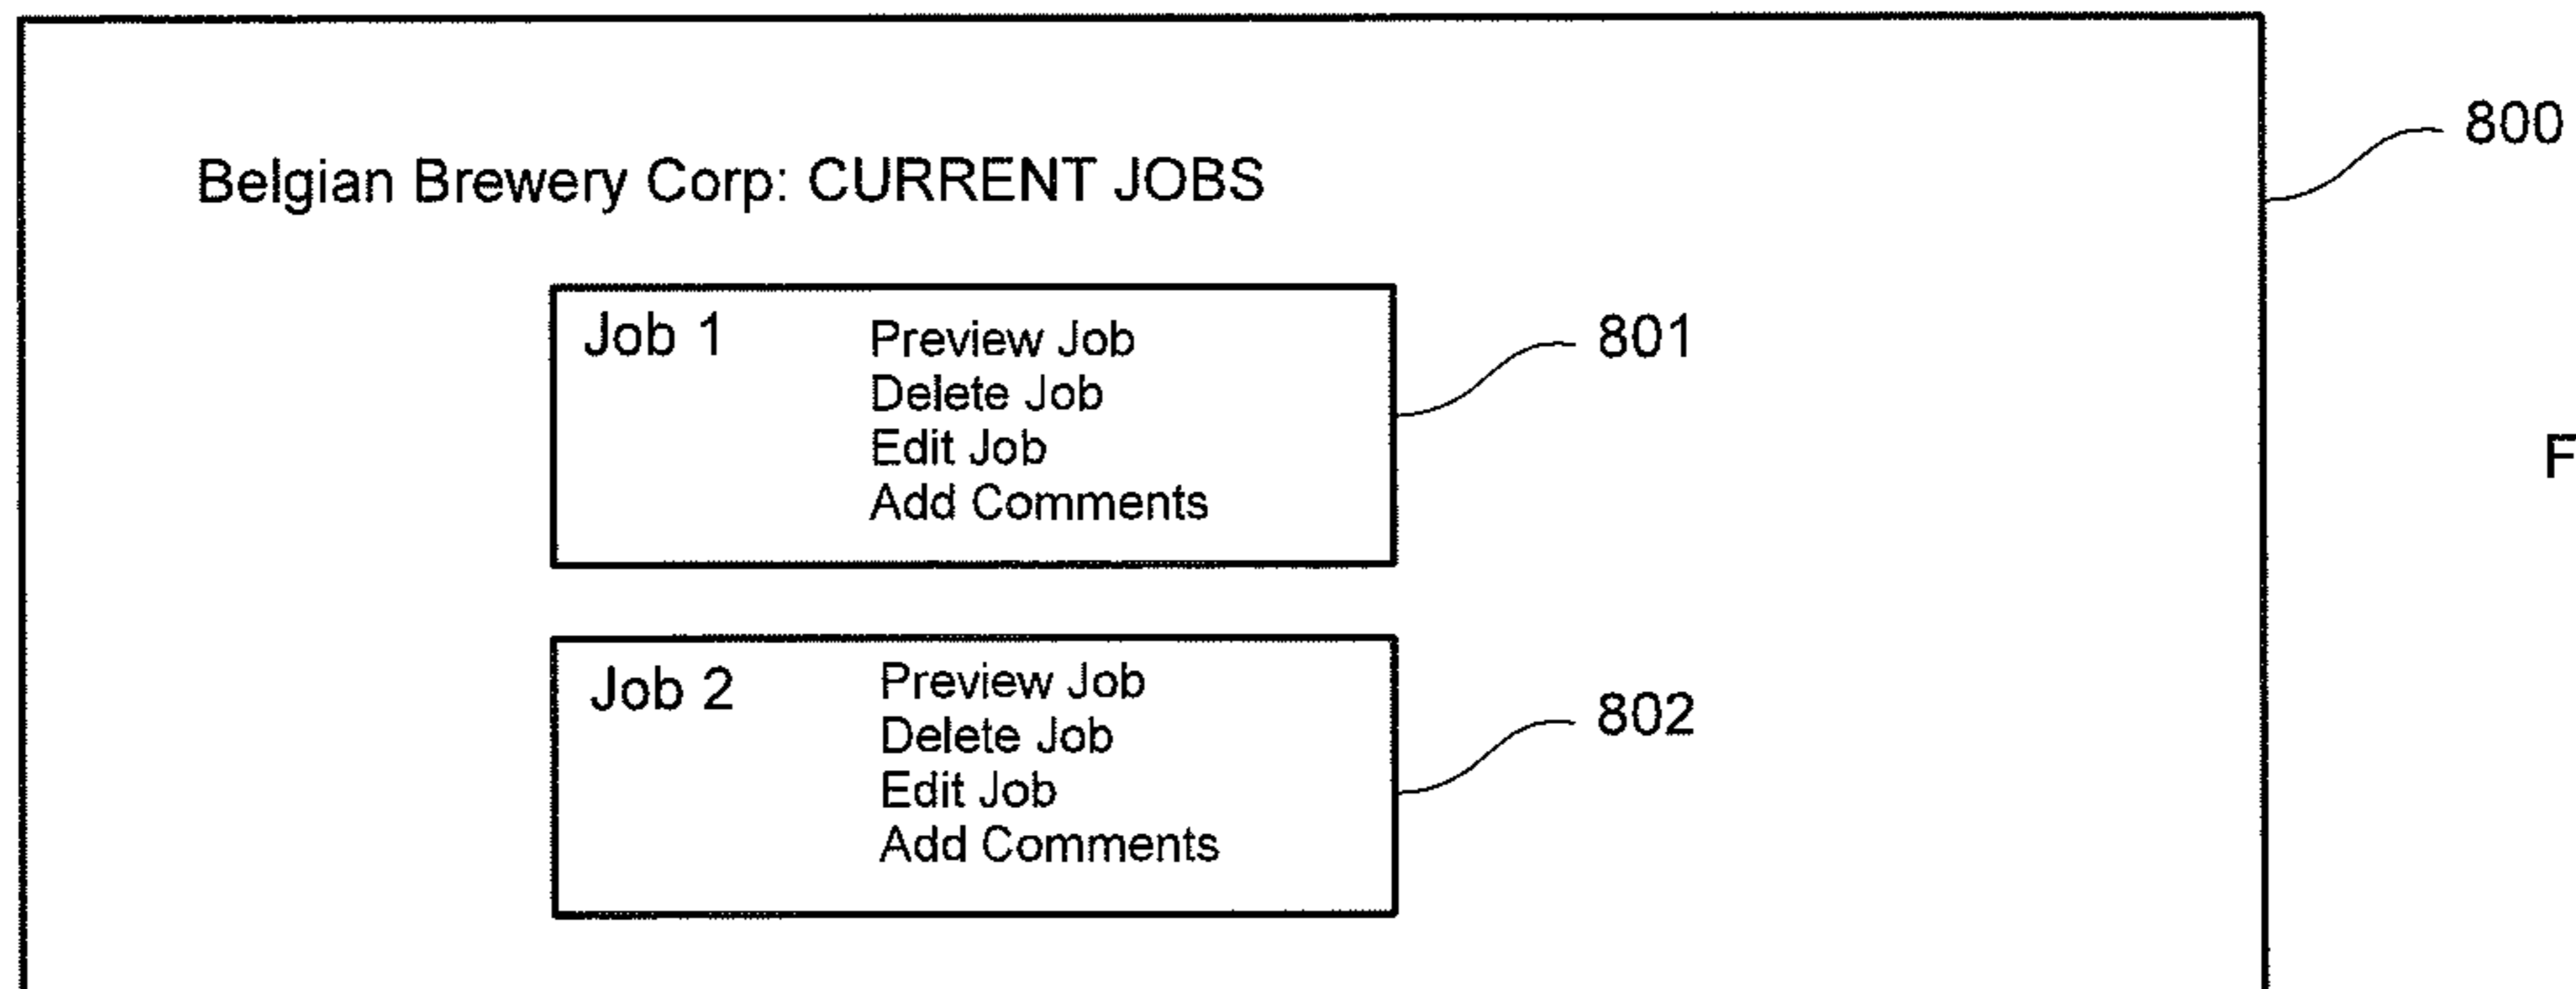 800
Belgian Brewery Corp: CURRENT JOBS
Job 1
Preview Job
Delete Job
Edit Job
Add Comments
801
F
Job 2
Preview Job
Delete Job
Edit Job
Add Comments
802